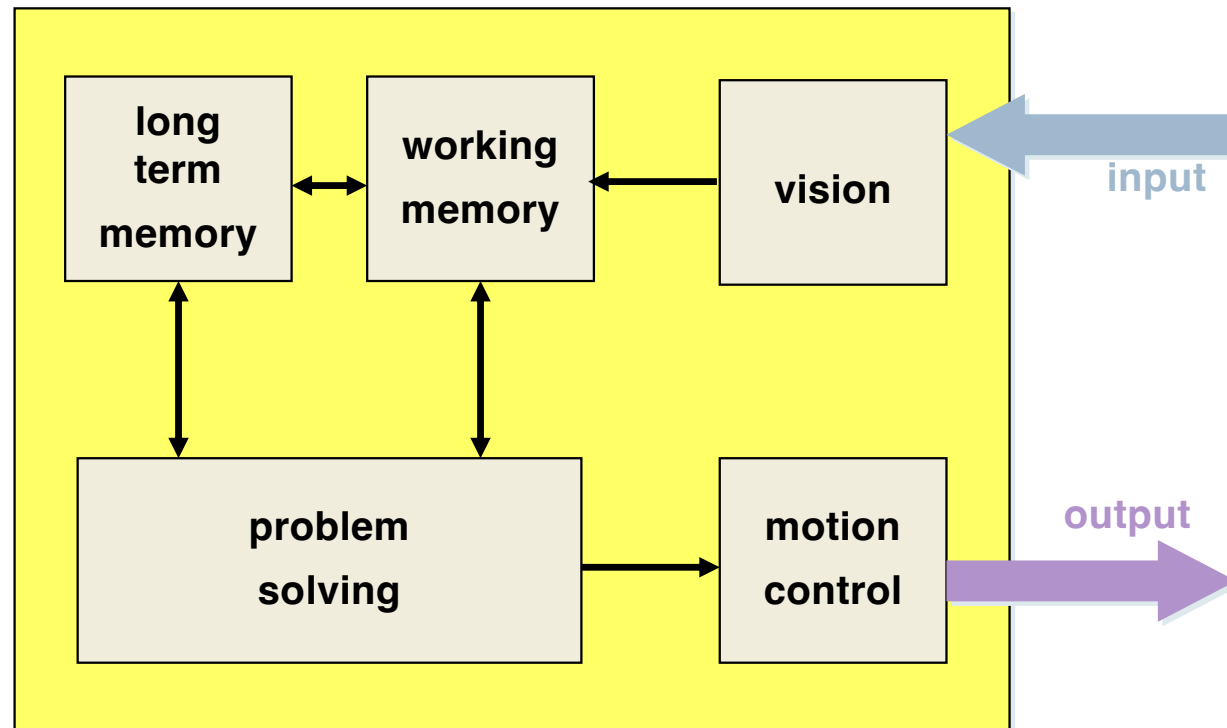 long
term
memory
working
memory
vision
input
problem
solving
motion
control
output